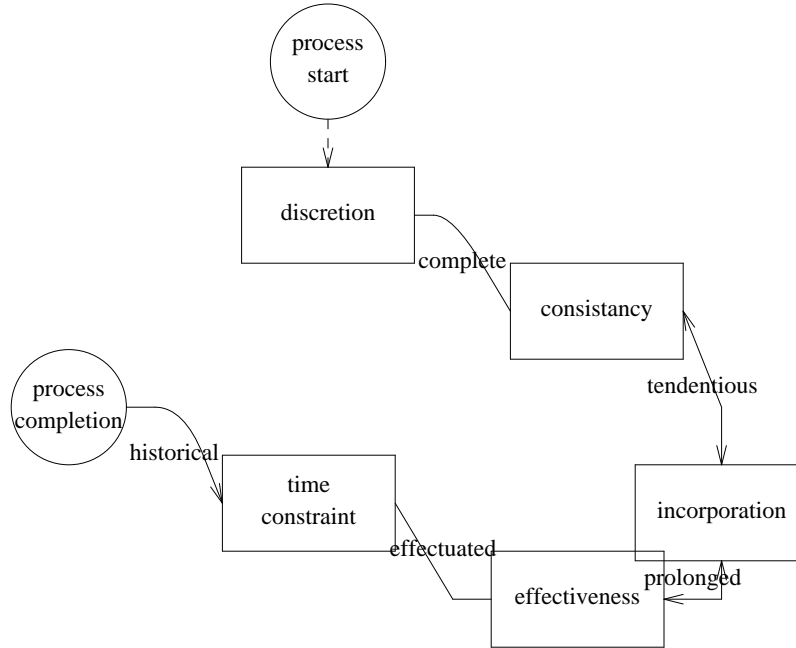 process
start
discretion
complete
consistancy
tendentious
process
completion
historical
time
constraint
incorporation
effectuated
prolonged
effectiveness